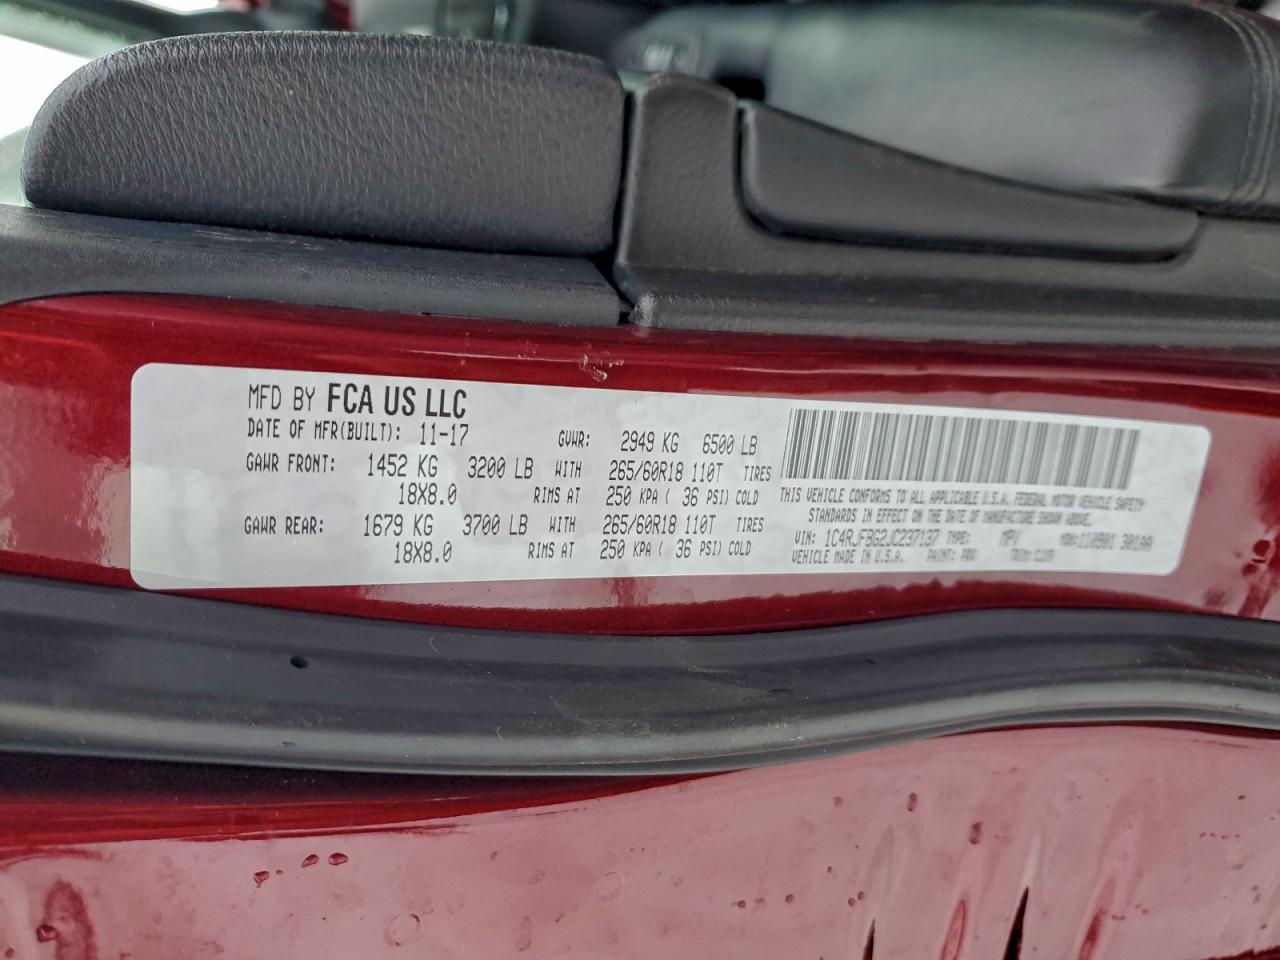 MFD BY FCA US LLC
DATE OF MFR(BUILT): 11-17 GVWR: 2949 KG 6500 LB
GAWR FRONT: 1452 KG 3200 LB WITH 265/60R18 110T TIRES
18X8.0 RIMS AT 250 KPA ( 36 PSI) COLD
GAWR REAR: 1679 KG 3700 LB WITH 265/60R18 110T TIRES
18X8.0 RIMS AT 250 KPA ( 36 PSI) COLD
THIS VEHICLE CONFORMS TO ALL APPLICABLE U.S.A. FEDERAL MOTOR VEHICLE SAFETY
STANDARDS IN EFFECT ON THE DATE OF MANUFACTURE SHOWN ABOVE.
VIN: 1C4RJFBG2JC237137 TYPE: MPV
VEHICLE MADE IN U.S.A. PAINT: PRP TRIM: